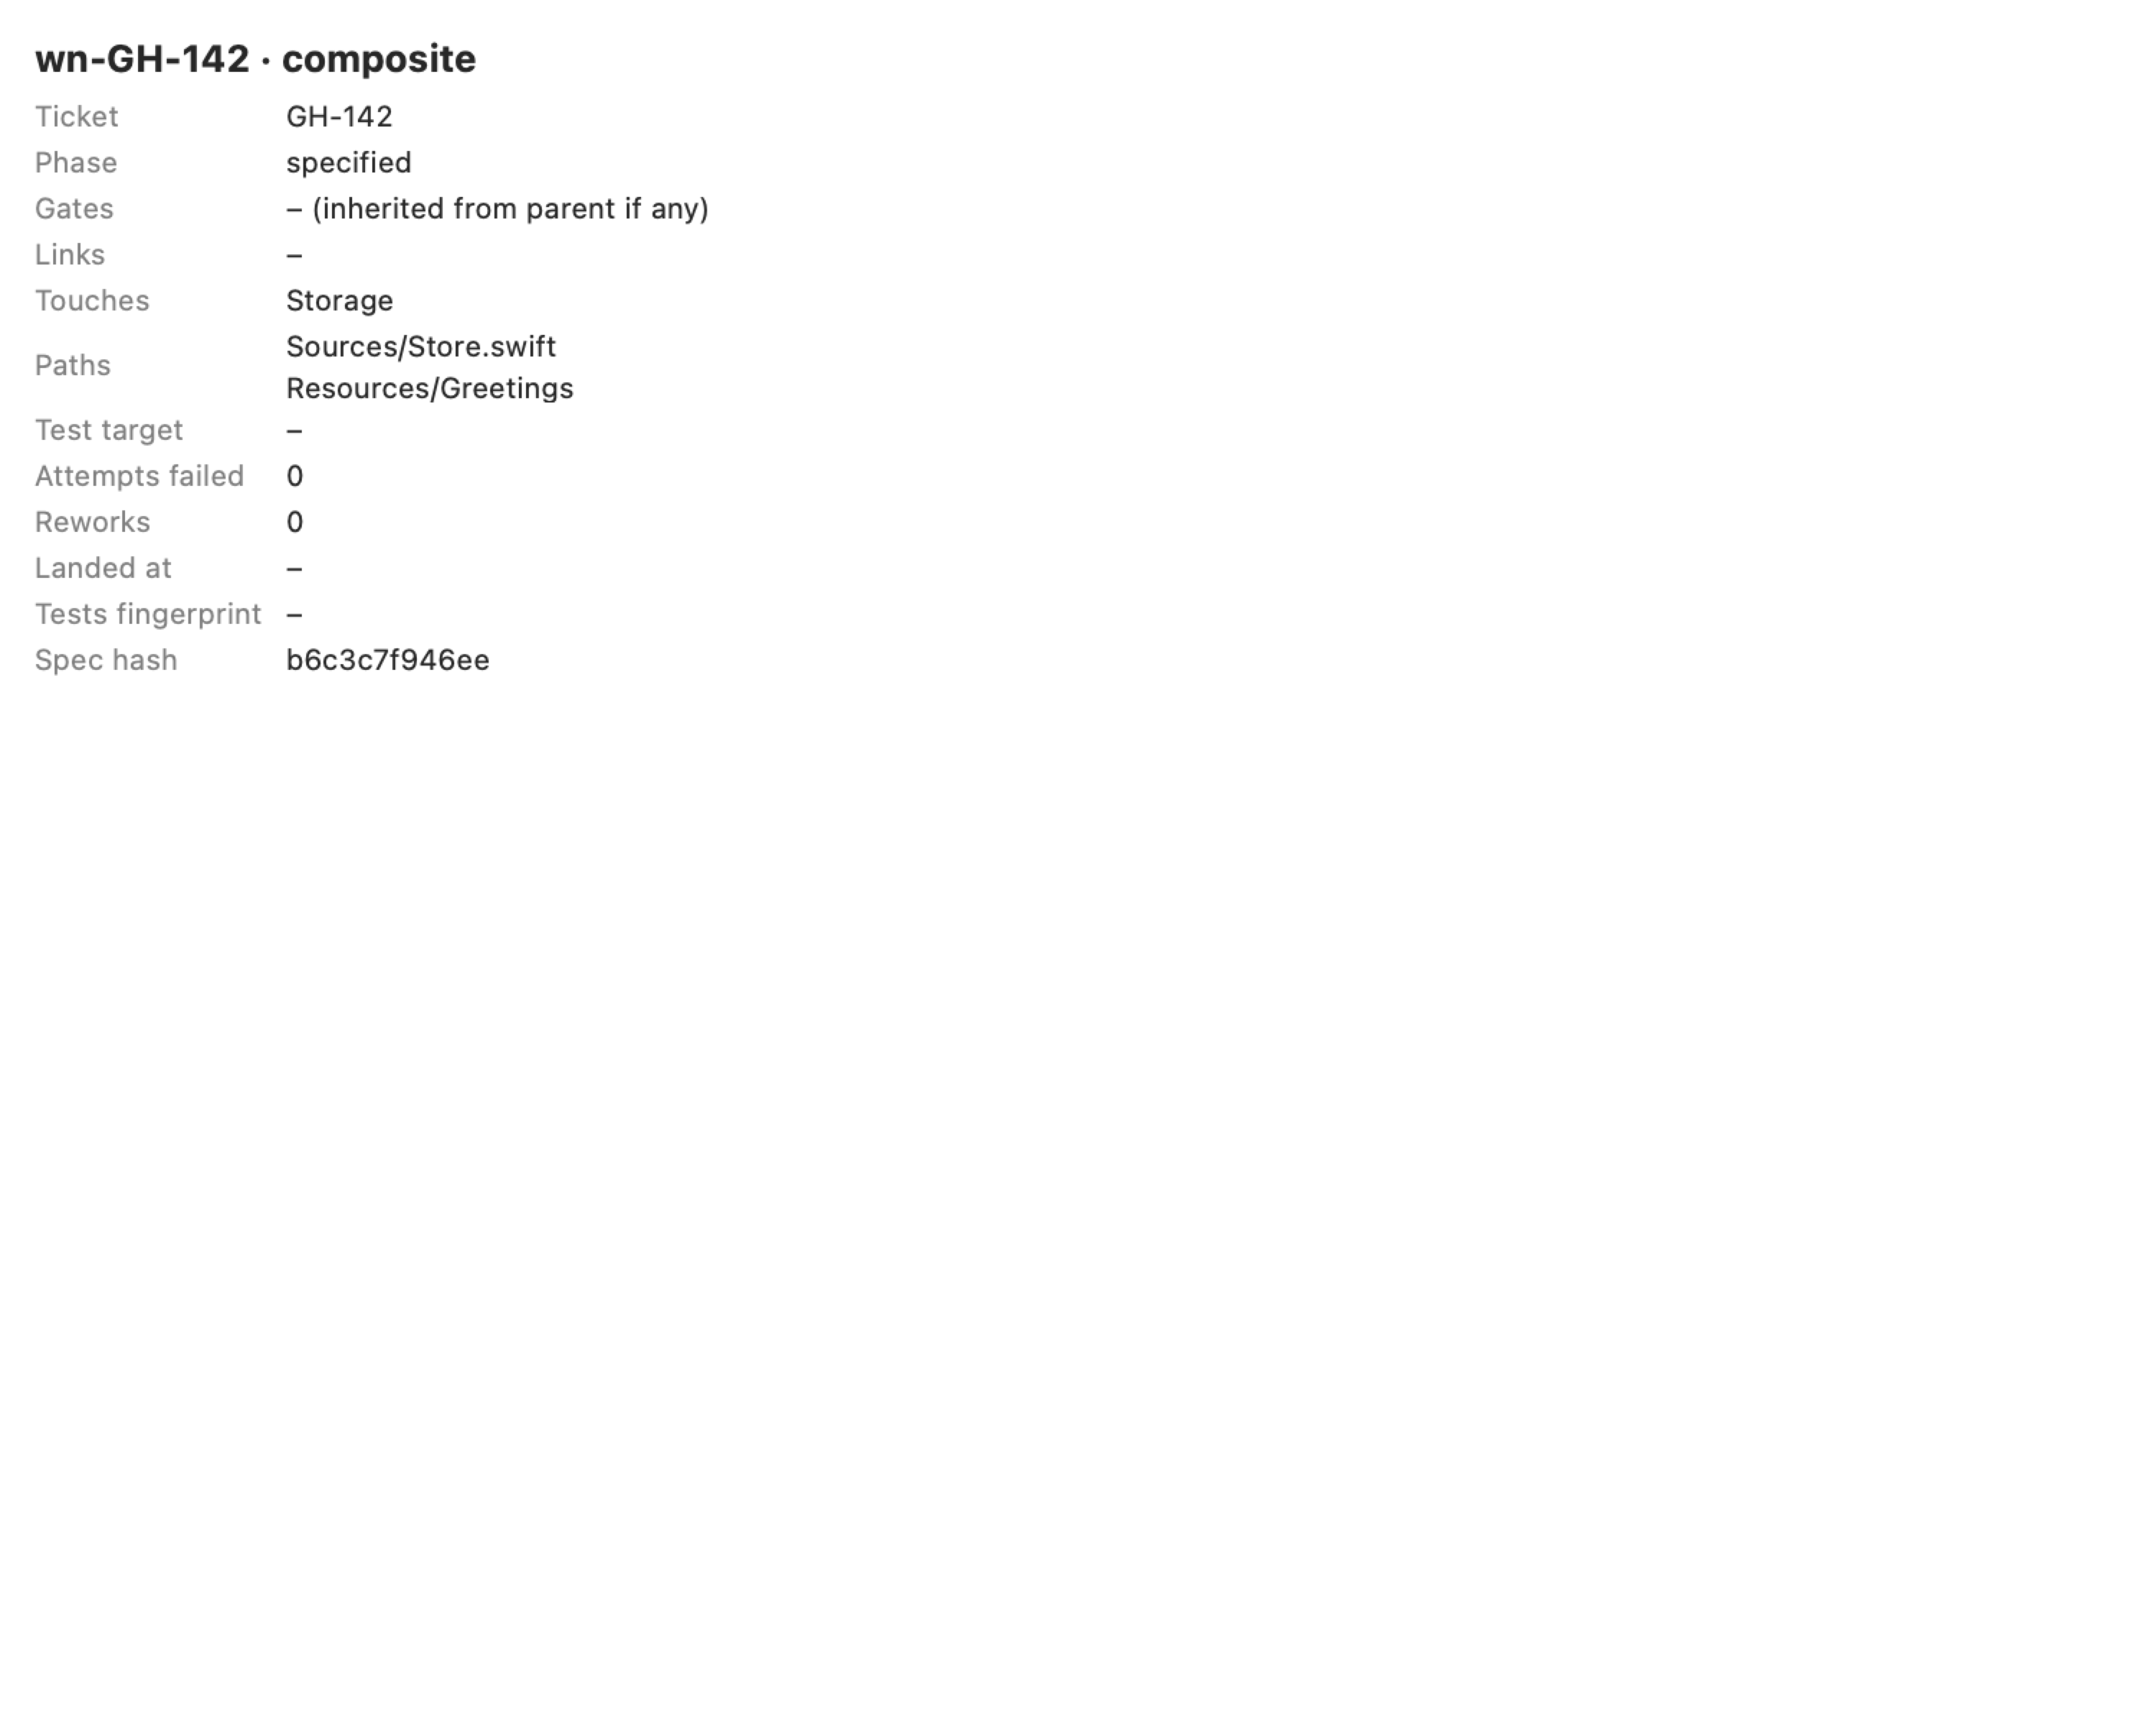 wn-GH-142 · composite
Ticket GH-142
Phase specified
Gates – (inherited from parent if any)
Links –
Touches Storage
Paths Sources/Store.swift
Resources/Greetings
Test target –
Attempts failed 0
Reworks 0
Landed at –
Tests fingerprint –
Spec hash b6c3c7f946ee